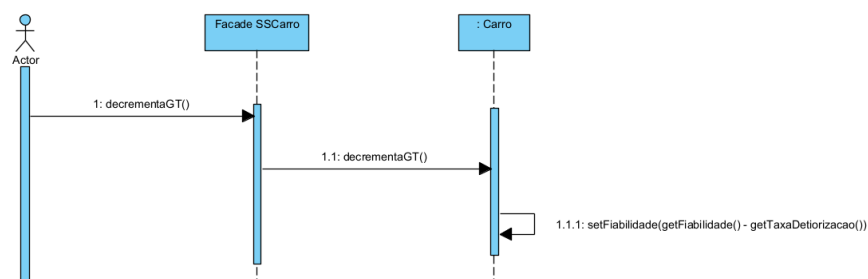 Facade SSCarro
: Carro
Actor
1: decrementaGT()
1.1: decrementaGT()
1.1.1: setFiabilidade(getFiabilidade() - getTaxaDetiorizacao())